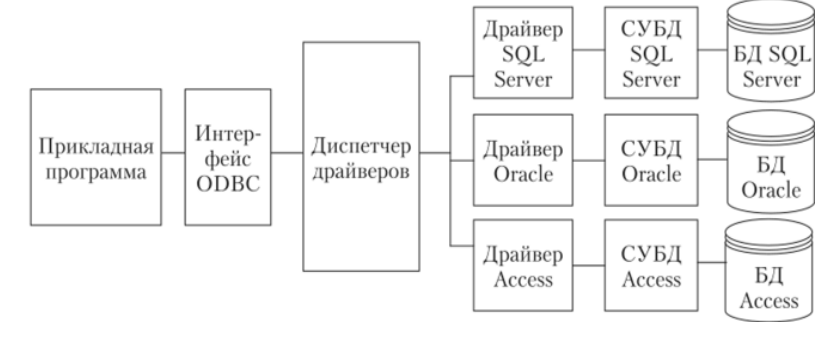 Прикладная
программа
Интер-
фейс
ODBC
Диспетчер
драйверов
Драйвер
SQL
Server
СУБД
SQL
Server
БД SQL
Server
Драйвер
Oracle
СУБД
Oracle
БД
Oracle
Драйвер
Access
СУБД
Access
БД
Access